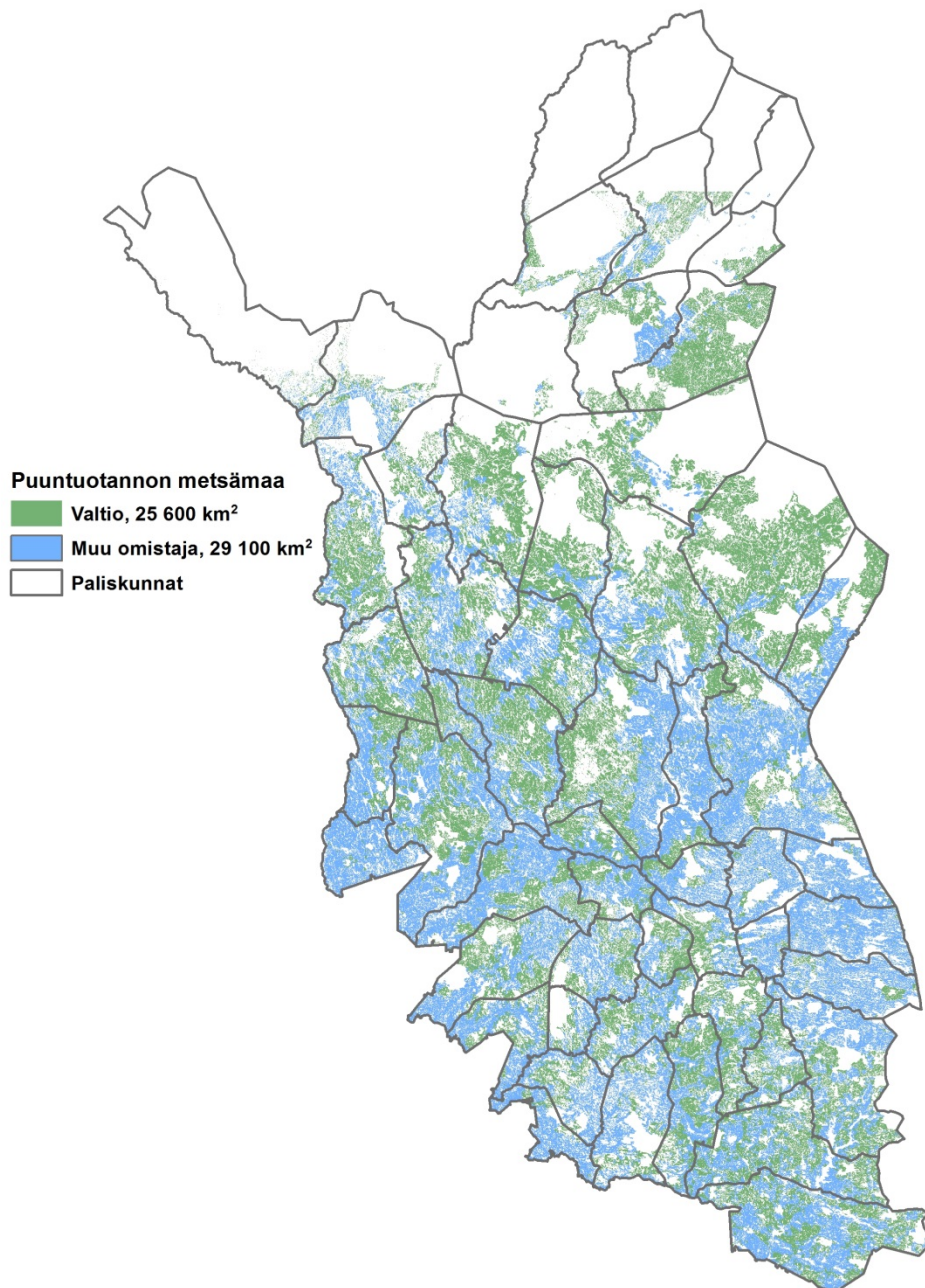 Puuntuotannon metsämaa
Valtio, 25 600 km²
Muu omistaja, 29 100 km²
Paliskunnat